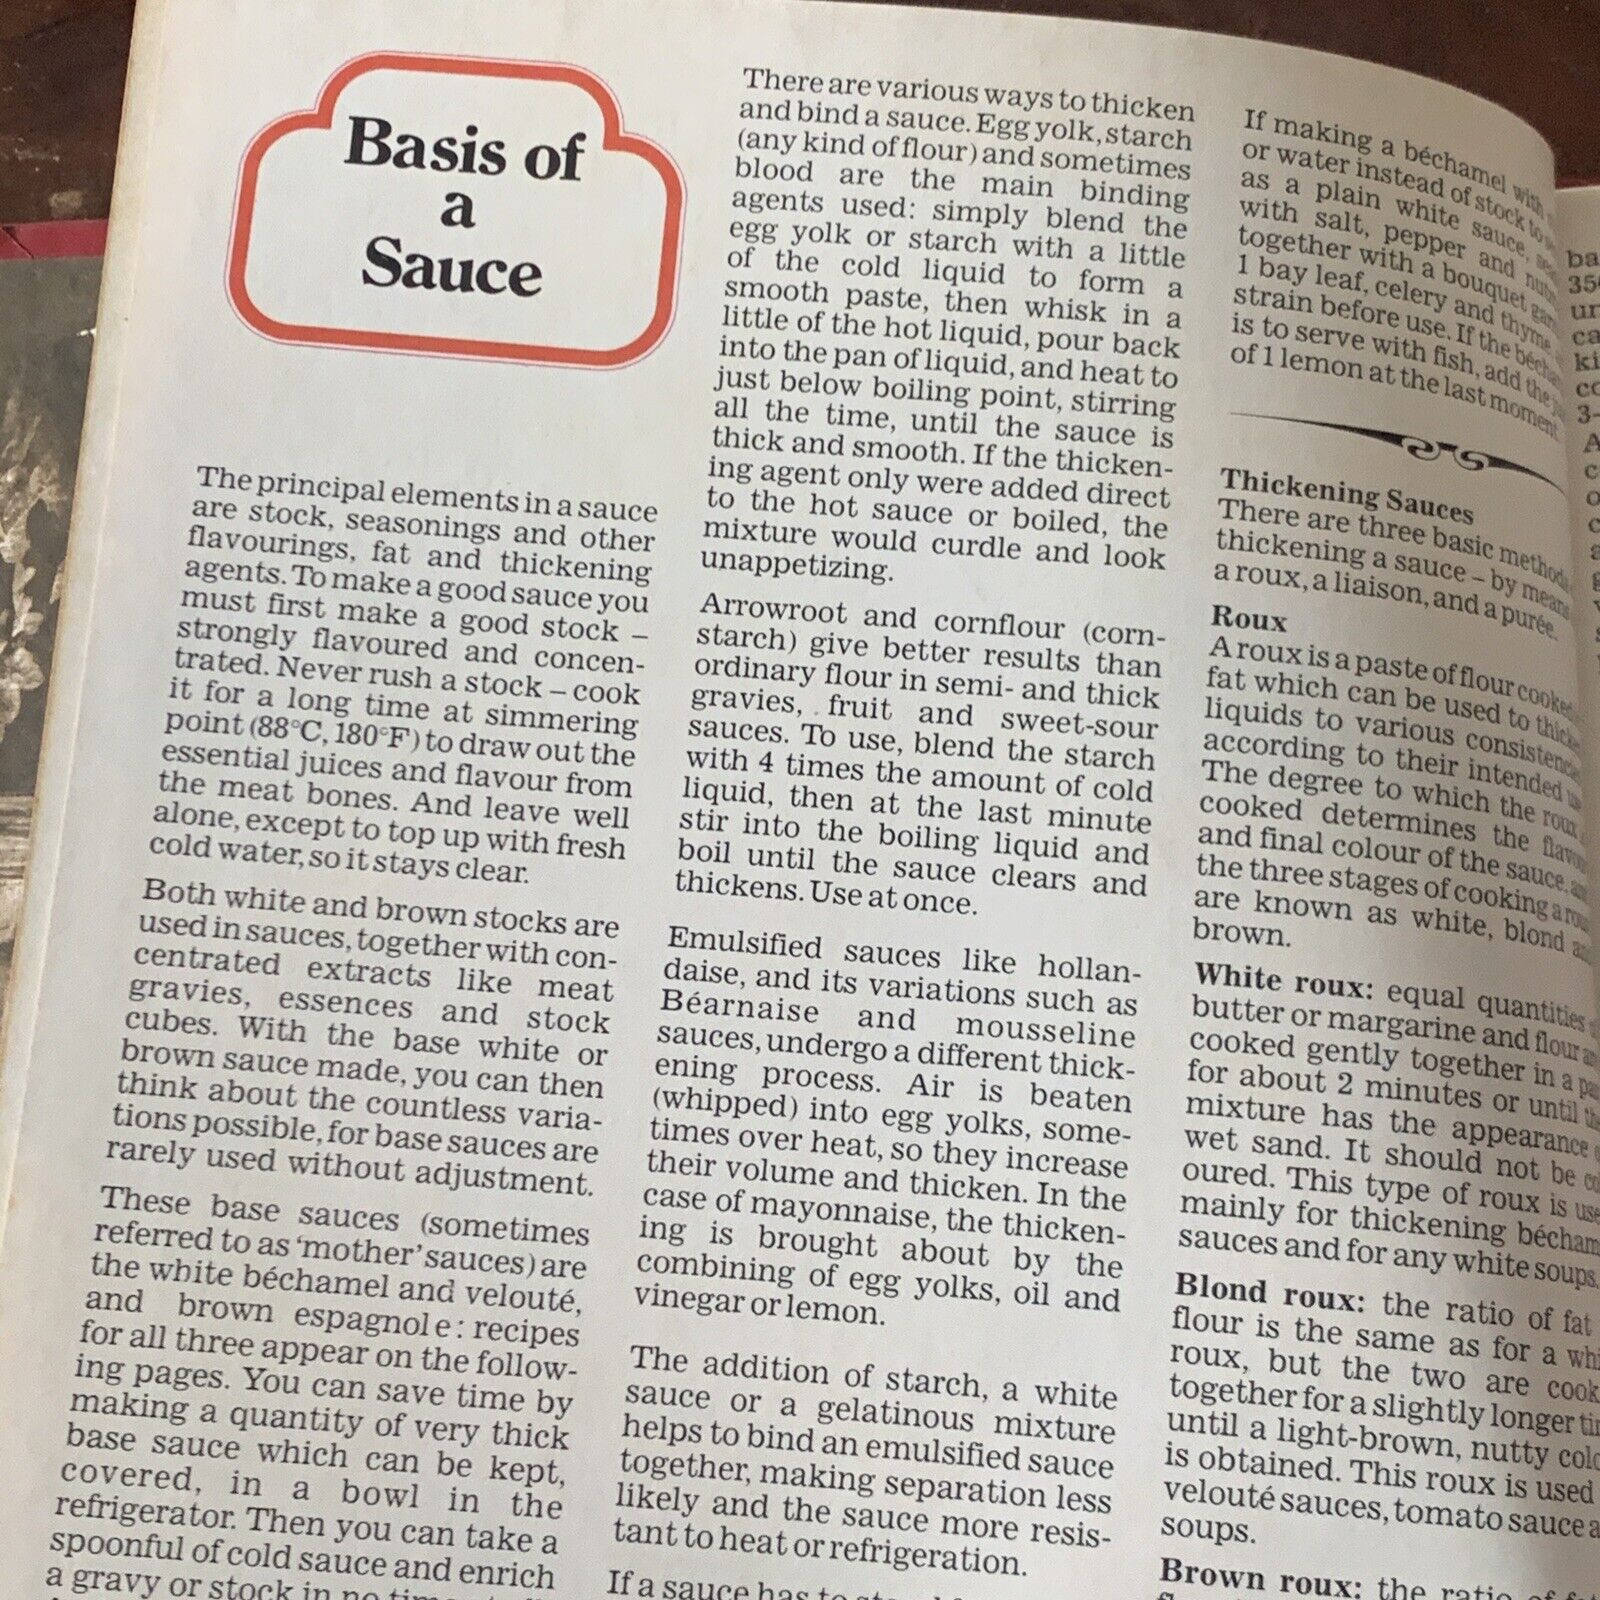 Basis of
a
Sauce
The principal elements in a sauce
are stock, seasonings and other
flavourings, fat and thickening
agents. To make a good sauce you
must first make a good stock –
strongly flavoured and concen-
trated. Never rush a stock – cook
it for a long time at simmering
point (88°C, 180°F) to draw out the
essential juices and flavour from
the meat bones. And leave well
alone, except to top up with fresh
cold water, so it stays clear.
Both white and brown stocks are
used in sauces, together with con-
centrated extracts like meat
gravies, essences and stock
cubes. With the base white or
brown sauce made, you can then
think about the countless varia-
tions possible, for base sauces are
rarely used without adjustment.
These base sauces (sometimes
referred to as 'mother' sauces) are
the white béchamel and velouté,
and brown espagnole: recipes
for all three appear on the follow-
ing pages. You can save time by
making a quantity of very thick
base sauce which can be kept,
covered, in a bowl in the
refrigerator. Then you can take a
spoonful of cold sauce and enrich
a gravy or stock in no
There are various ways to thicken
and bind a sauce. Egg yolk, starch
(any kind of flour) and sometimes
blood are the main binding
agents used: simply blend the
egg yolk or starch with a little
of the cold liquid to form a
smooth paste, then whisk in a
little of the hot liquid, pour back
into the pan of liquid, and heat to
just below boiling point, stirring
all the time, until the sauce is
thick and smooth. If the thicken-
ing agent only were added direct
to the hot sauce or boiled, the
mixture would curdle and look
unappetizing.
Arrowroot and cornflour (corn-
starch) give better results than
ordinary flour in semi- and thick
gravies, fruit and sweet-sour
sauces. To use, blend the starch
with 4 times the amount of cold
liquid, then at the last minute
stir into the boiling liquid and
boil until the sauce clears and
thickens. Use at once.
Emulsified sauces like hollan-
daise, and its variations such as
Béarnaise and mousseline
sauces, undergo a different thick-
ening process. Air is beaten
(whipped) into egg yolks, some-
times over heat, so they increase
their volume and thicken. In the
case of mayonnaise, the thicken-
ing is brought about by the
combining of egg yolks, oil and
vinegar or lemon.
The addition of starch, a white
sauce or a gelatinous mixture
helps to bind an emulsified sauce
together, making separation less
likely and the sauce more resis-
tant to heat or refrigeration.
If a sauce has to
If making a béchamel with
or water instead of stock to
as a plain white sauce,
with salt, pepper and
together with a bouquet
1 bay leaf, celery and thyme
strain before use. If the
is to serve with fish, add the
of 1 lemon at the last moment
Thickening Sauces
There are three basic methods
thickening a sauce – by means
a roux, a liaison, and a purée.
Roux
A roux is a paste of flour cooked
fat which can be used to
liquids to various
according to their intended
The degree to which the roux
cooked determines the
and final colour of the sauce,
the three stages of cooking a
are known as white, blond
brown.
White roux: equal quantities
butter or margarine and flour
cooked gently together in a
for about 2 minutes or until
mixture has the appearance
wet sand. It should not be
oured. This type of roux is
mainly for thickening
sauces and for any white soups.
Blond roux: the ratio of fat
flour is the same as for a
roux, but the two are
together for a slightly longer
until a light-brown, nutty
is obtained. This roux is used
velouté sauces, tomato sauce
soups.
Brown roux: the ratio